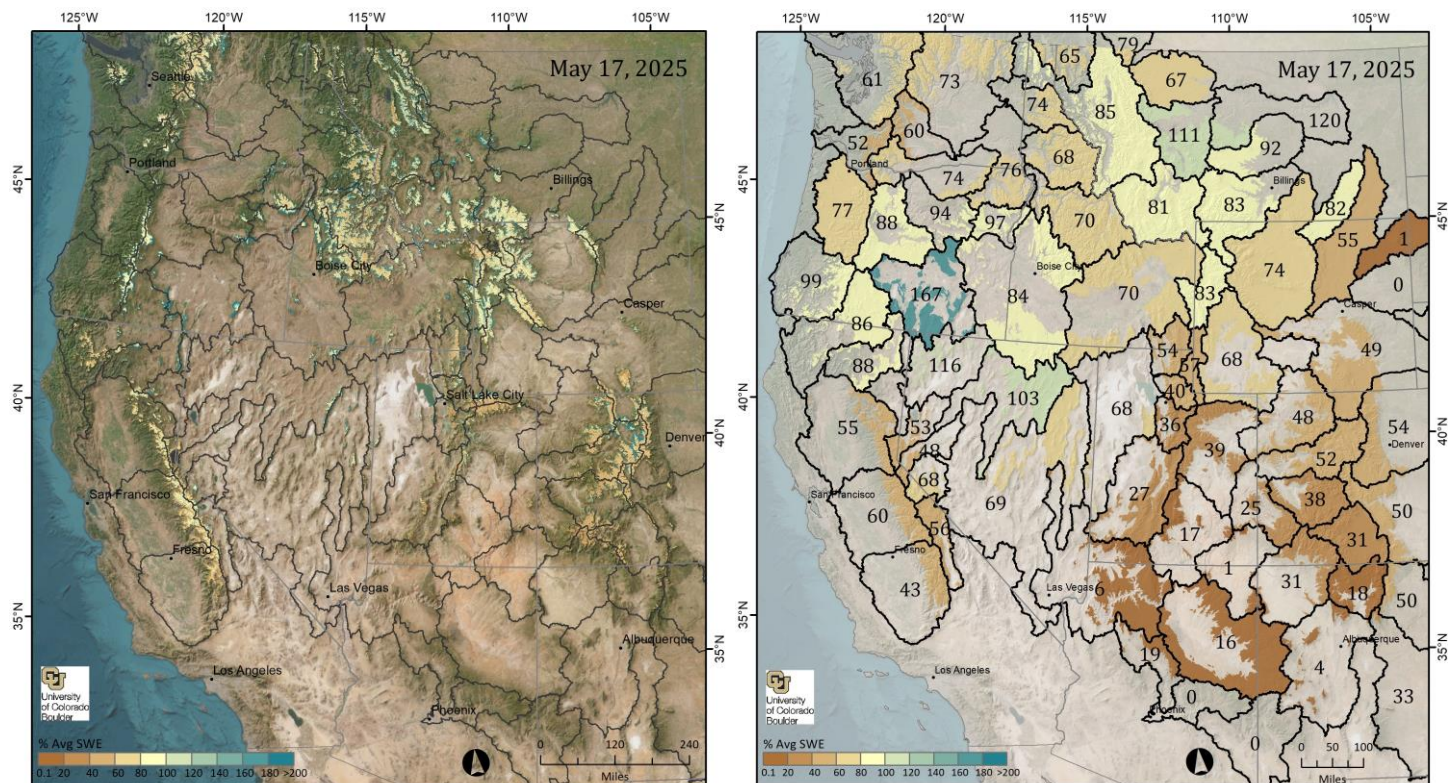 125°W 120°W 115°W 110°W 105°W
May 17, 2025
Seattle
Portland
45°N
45°N
Billings
Boise City
Casper
40°N
Salt Lake City
40°N
Denver
San Francisco
Fresno
Las Vegas
35°N
35°N
Albuquerque
Los Angeles
Phoenix
CU
University
of Colorado
Boulder
% Avg SWE
0.1 20 40 60 80 100 120 140 160 180 >200
0 120 240
Miles
125°W 120°W 115°W 110°W 105°W
May 17, 2025
79
65
61 73 67
85
74
60 111 120
52 92
Portland 68
76
45°N 74 45°N
Billings
77 88 94 97 70 81 83 82
55 1
74
Boise City
99 167 84 70 83 0
Casper
86
54 49
88 116 57 68
40
40°N 103 40°N
68 48
55 53 36 54
39 Denver
48 52
68
San Francisco 27 25 38
60 69 50
56 17 31
Fresno
1 31
43 6 18 50
Las Vegas
35°N 35°N
Albuquerque
16
19 4
Los Angeles
0 33
Phoenix
0
CU
University
of Colorado
Boulder
% Avg SWE
0.1 20 40 60 80 100 120 140 160 180 >200
0 50 100
Miles